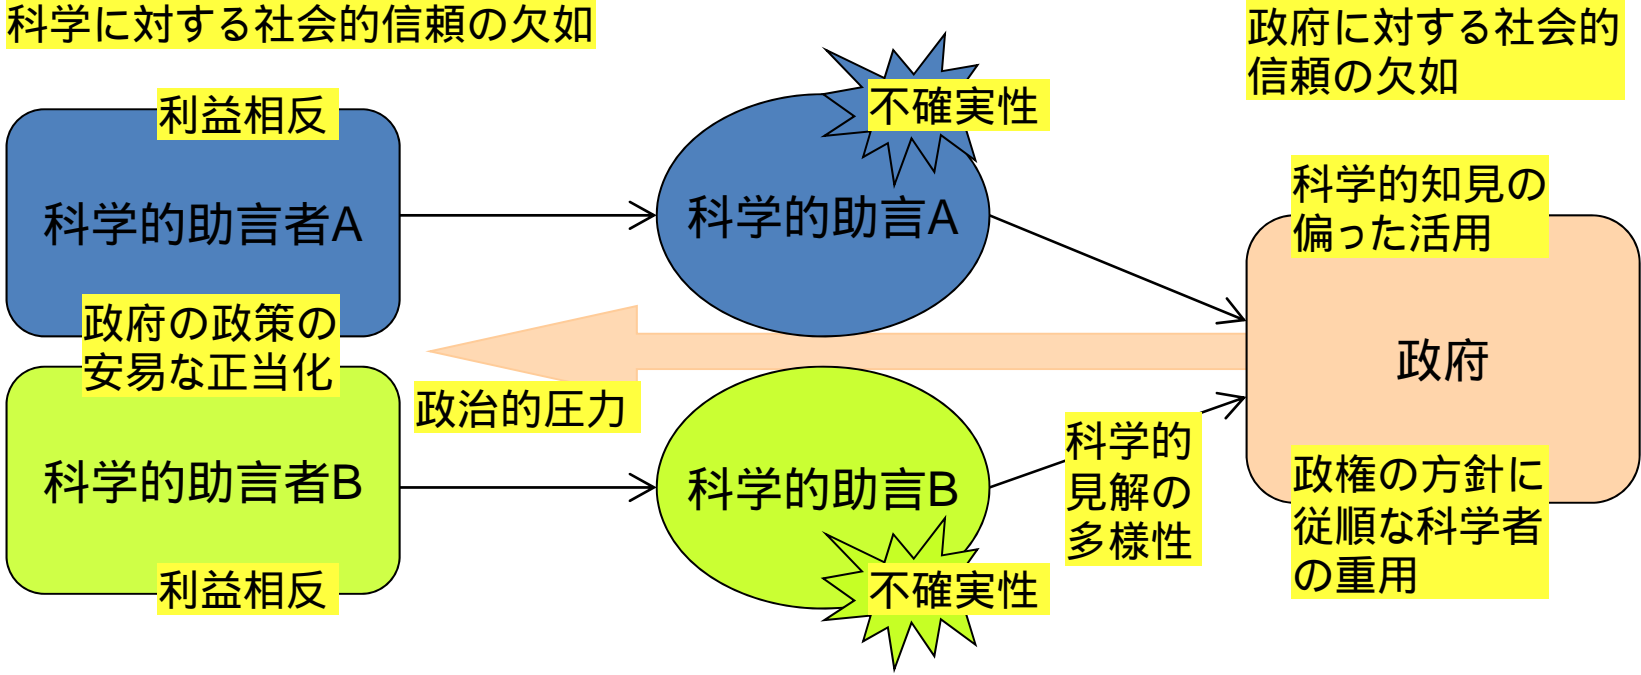 科学に対する社会的信頼の欠如
政府に対する社会的
信頼の欠如
利益相反
科学的助言者A
不確実性
科学的助言A
科学的知見の
偏った活用
政府の政策の
安易な正当化
政治的圧力
政府
科学的助言者B
利益相反
科学的助言B
不確実性
科学的
見解の
多様性
政権の方針に
従順な科学者
の重用